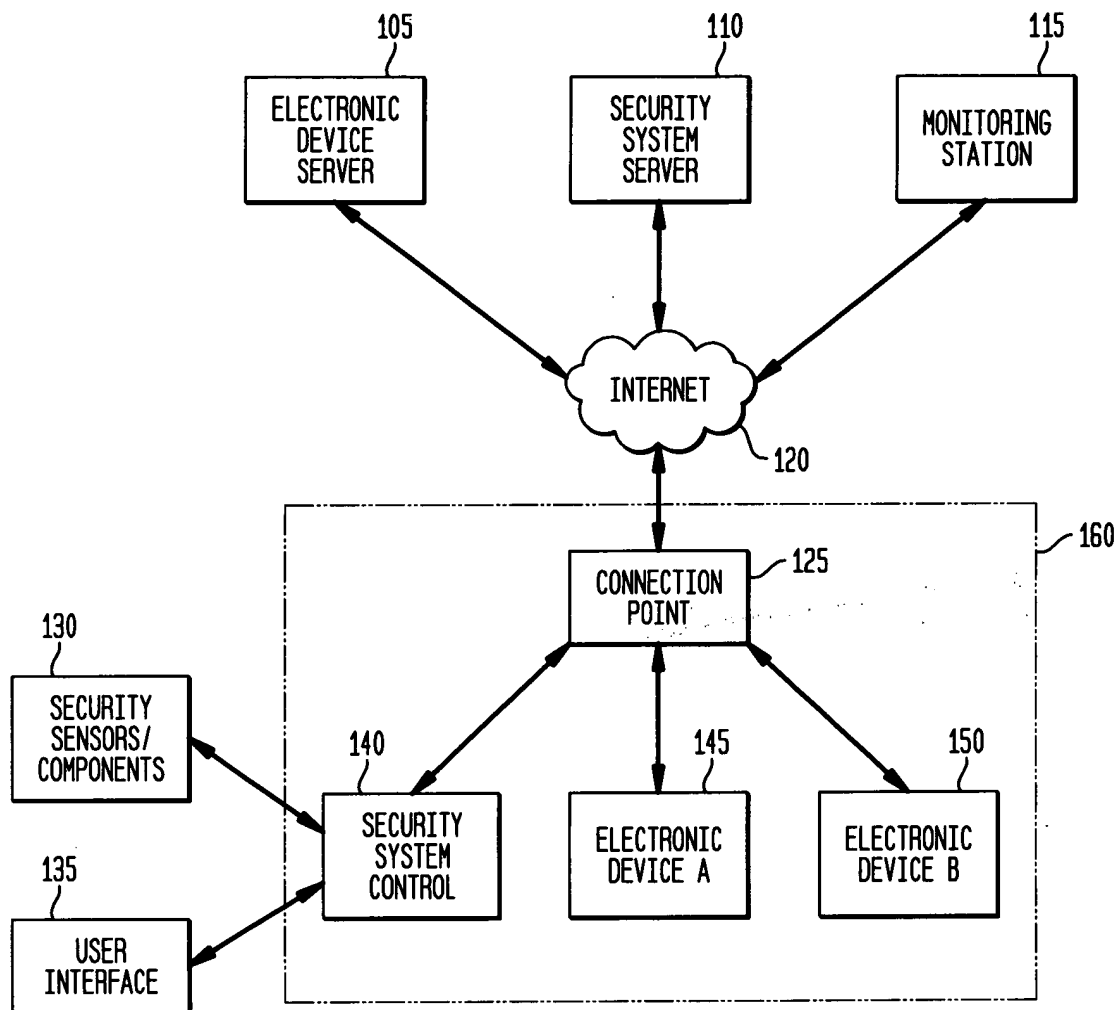 105
110
115
ELECTRONIC
DEVICE
SERVER
SECURITY
SYSTEM
SERVER
MONITORING
STATION
INTERNET
120
160
125
CONNECTION
POINT
130
SECURITY
SENSORS/
COMPONENTS
140
145
150
SECURITY
SYSTEM
CONTROL
ELECTRONIC
DEVICE A
ELECTRONIC
DEVICE B
135
USER
INTERFACE